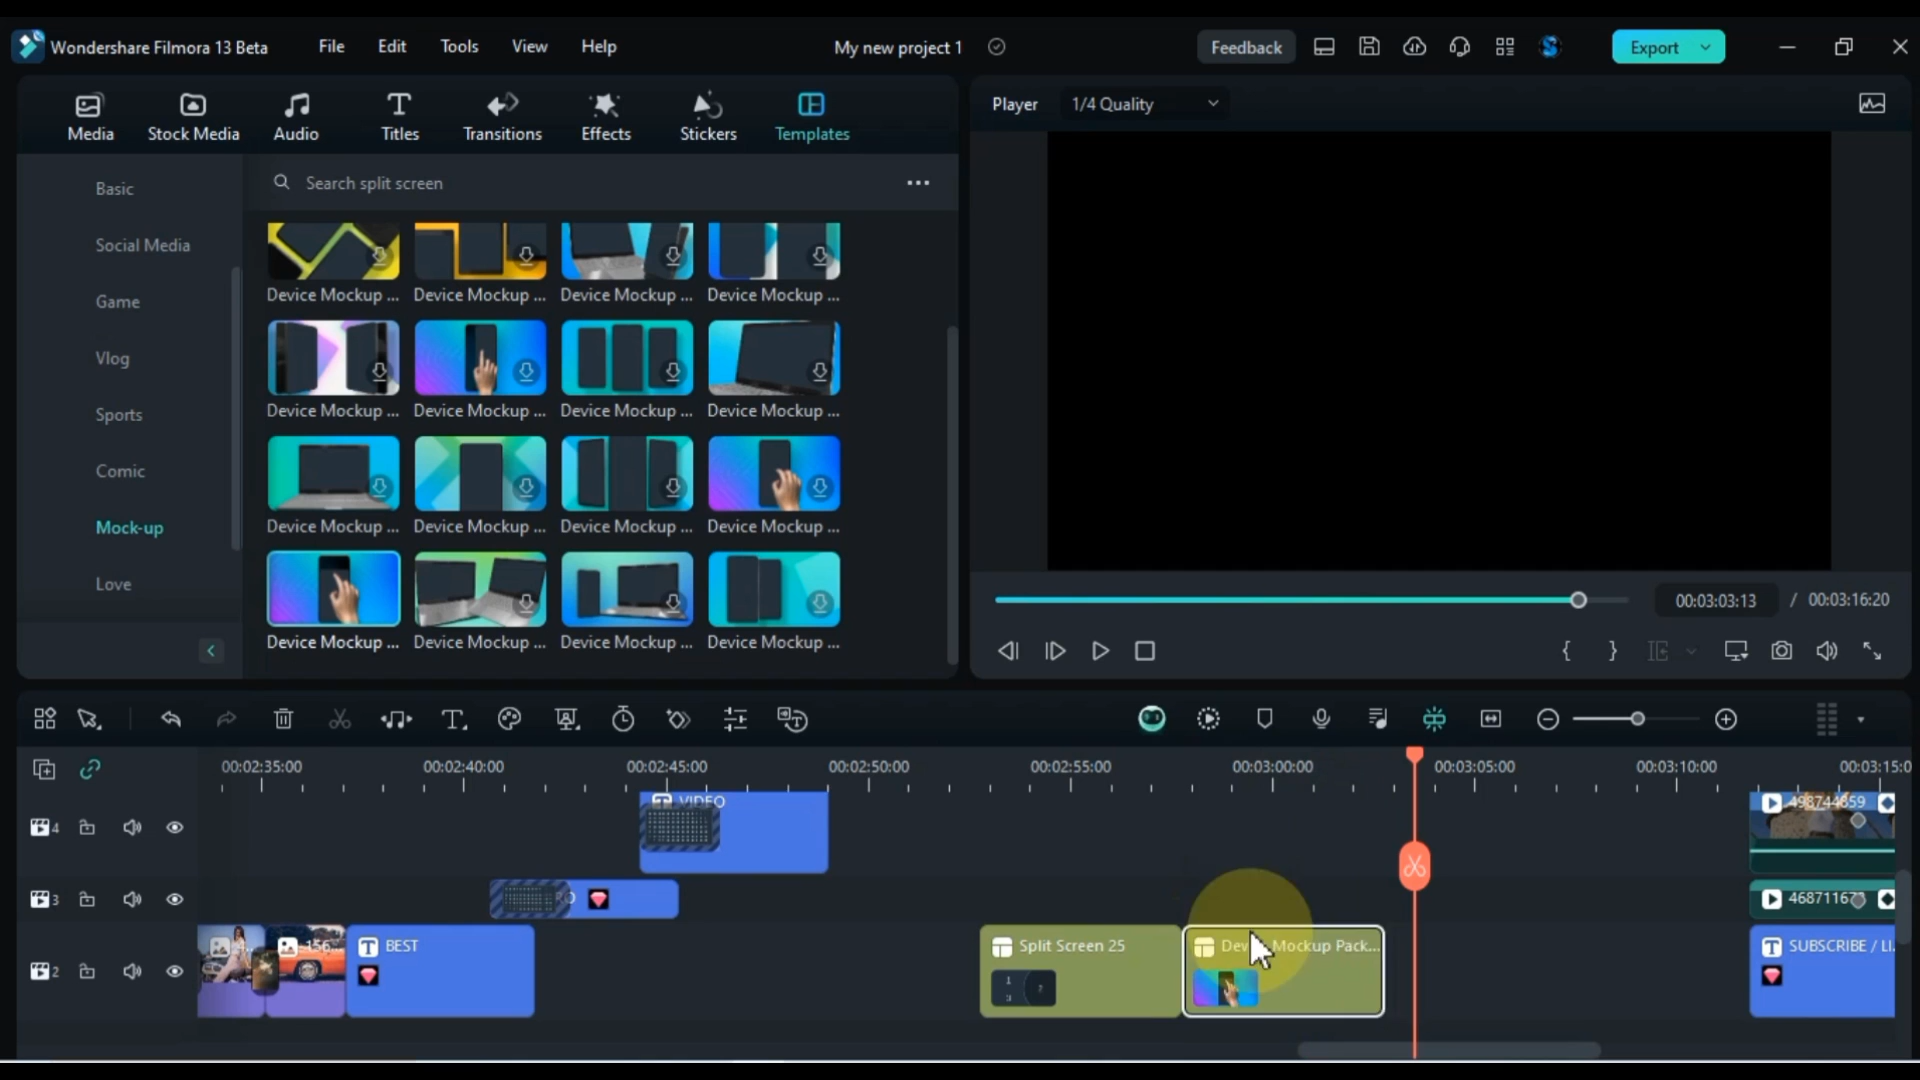 Wondershare Filmora 13 Beta File Edit Tools View Help My new project 1 Feedback Export
Media Stock Media Audio Titles Transitions Effects Stickers Templates
Player 1/4 Quality
Basic
Social Media
Game
Vlog
Sports
Comic
Mock-up
Love
Search split screen
Device Mockup ... Device Mockup ... Device Mockup ... Device Mockup ...
Device Mockup ... Device Mockup ... Device Mockup ... Device Mockup ...
Device Mockup ... Device Mockup ... Device Mockup ... Device Mockup ...
Device Mockup ... Device Mockup ... Device Mockup ... Device Mockup ...
00:03:03:13 / 00:03:16:20
00:02:35:00 00:02:40:00 00:02:45:00 00:02:50:00 00:02:55:00 00:03:00:00 00:03:05:00 00:03:10:00 00:03:15:0
4 VIDEO 498744859
3 468711673
2 4... 156... BEST Split Screen 25 Mockup Pack... SUBSCRIBE / LI
1 3 2